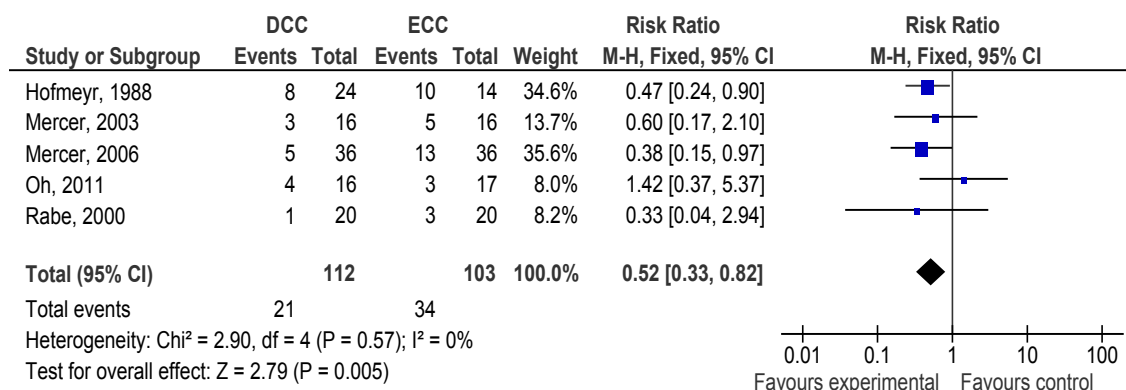 DCC ECC Risk Ratio Risk Ratio
Study or Subgroup Events Total Events Total Weight M-H, Fixed, 95% CI M-H, Fixed, 95% CI
Hofmeyr, 1988 8 24 10 14 34.6% 0.47 [0.24, 0.90]
Mercer, 2003 3 16 5 16 13.7% 0.60 [0.17, 2.10]
Mercer, 2006 5 36 13 36 35.6% 0.38 [0.15, 0.97]
Oh, 2011 4 16 3 17 8.0% 1.42 [0.37, 5.37]
Rabe, 2000 1 20 3 20 8.2% 0.33 [0.04, 2.94]
Total (95% CI) 112 103 100.0% 0.52 [0.33, 0.82]
Total events 21 34
Heterogeneity: Chi² = 2.90, df = 4 (P = 0.57); I² = 0%
Test for overall effect: Z = 2.79 (P = 0.005)
0.01 0.1 1 10 100
Favours experimental Favours control